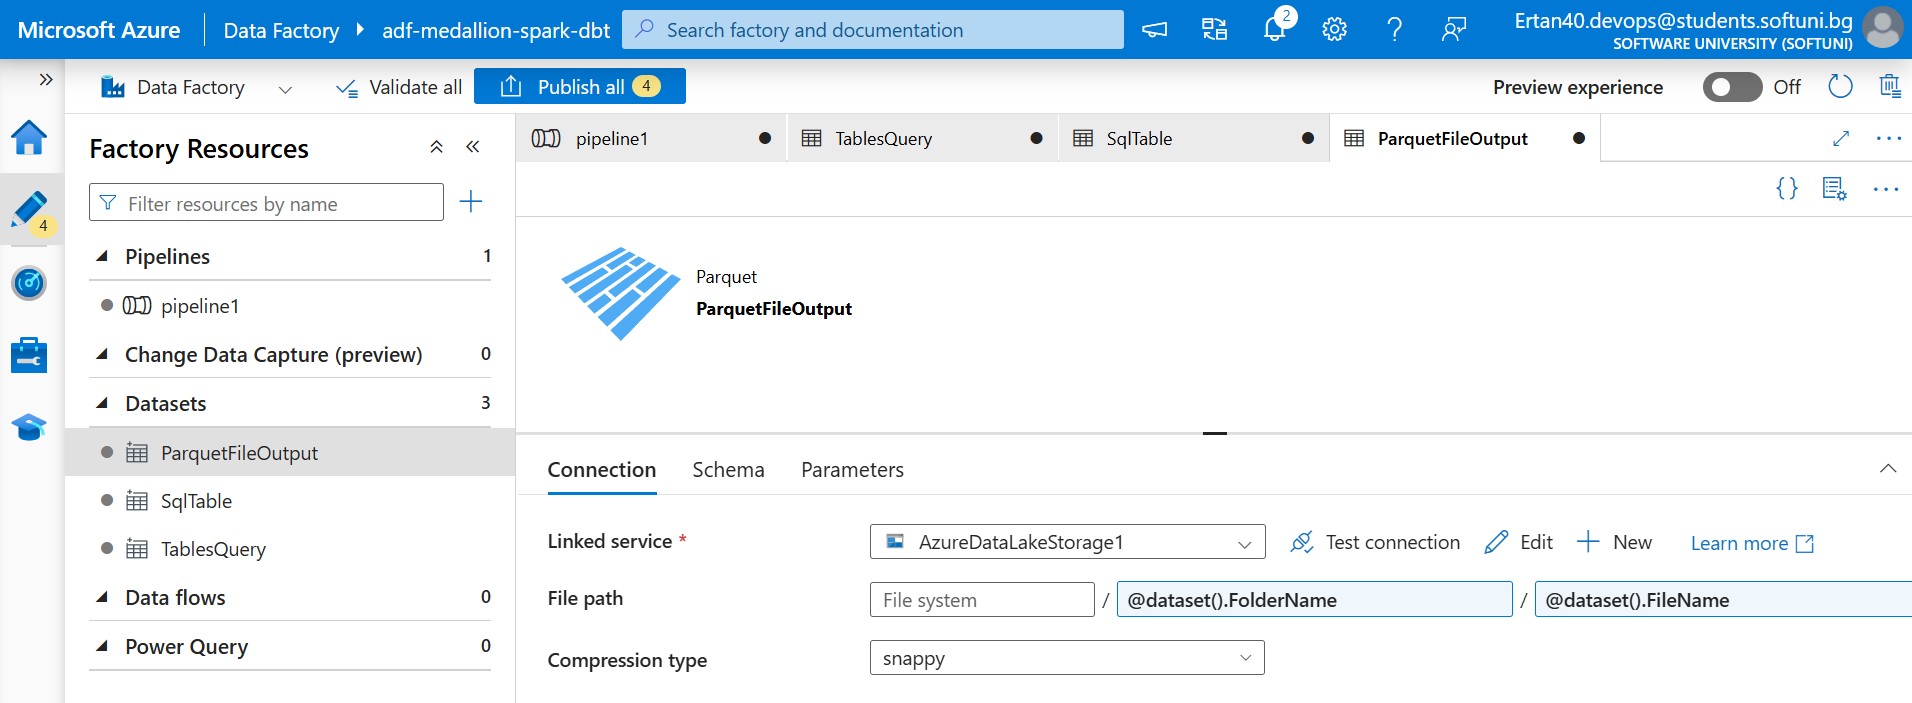 Microsoft Azure
Data Factory
adf-medallion-spark-dbt
Search factory and documentation
2
Ertan40.devops@students.softuni.bg
SOFTWARE UNIVERSITY (SOFTUNI)
Data Factory
Validate all
Publish all 4
Preview experience
Off
4
Factory Resources
Filter resources by name
Pipelines 1
pipeline1
Change Data Capture (preview) 0
Datasets 3
ParquetFileOutput
SqlTable
TablesQuery
Data flows 0
Power Query 0
pipeline1
TablesQuery
SqlTable
ParquetFileOutput
{}
Parquet
ParquetFileOutput
Connection
Schema
Parameters
Linked service *
AzureDataLakeStorage1
Test connection
Edit
New
Learn more
File path
File system
/
@dataset().FolderName
/
@dataset().FileName
Compression type
snappy